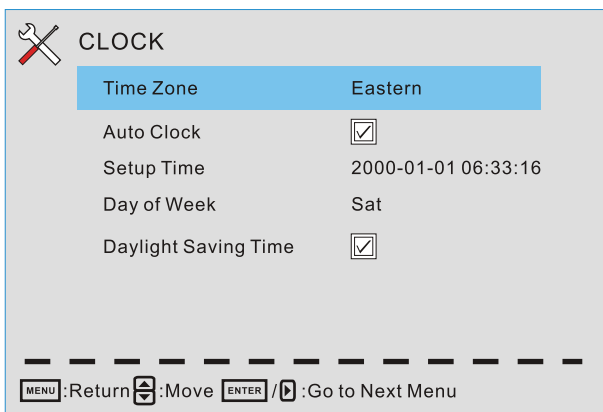 CLOCK
Time Zone Eastern
Auto Clock
Setup Time 2000-01-01 06:33:16
Day of Week Sat
Daylight Saving Time
MENU :Return :Move ENTER / :Go to Next Menu